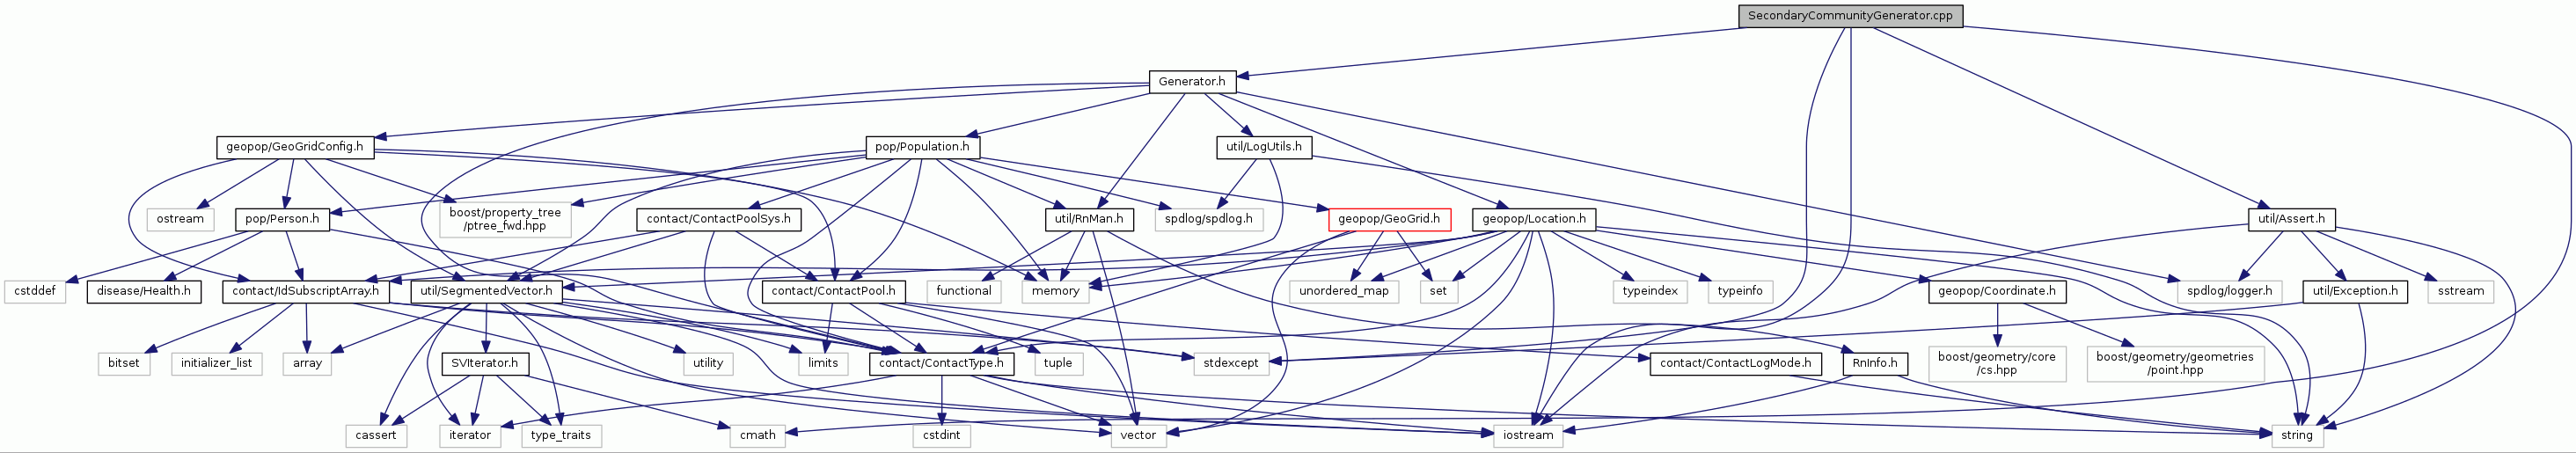 SecondaryCommunityGenerator.cpp
Generator.h
geopop/GeoGridConfig.h
pop/Population.h
util/LogUtils.h
ostream
pop/Person.h
boost/property_tree
/ptree_fwd.hpp
contact/ContactPoolSys.h
util/RnMan.h
spdlog/spdlog.h
geopop/GeoGrid.h
geopop/Location.h
util/Assert.h
cstddef
disease/Health.h
contact/IdSubscriptArray.h
util/SegmentedVector.h
contact/ContactPool.h
functional
memory
unordered_map
set
typeindex
typeinfo
geopop/Coordinate.h
spdlog/logger.h
util/Exception.h
sstream
bitset
initializer_list
array
SVIterator.h
utility
limits
contact/ContactType.h
tuple
stdexcept
contact/ContactLogMode.h
RnInfo.h
boost/geometry/core
/cs.hpp
boost/geometry/geometries
/point.hpp
cassert
iterator
type_traits
cmath
cstdint
vector
iostream
string